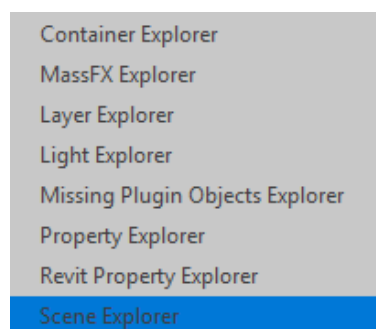 Container Explorer
MassFX Explorer
Layer Explorer
Light Explorer
Missing Plugin Objects Explorer
Property Explorer
Revit Property Explorer
Scene Explorer